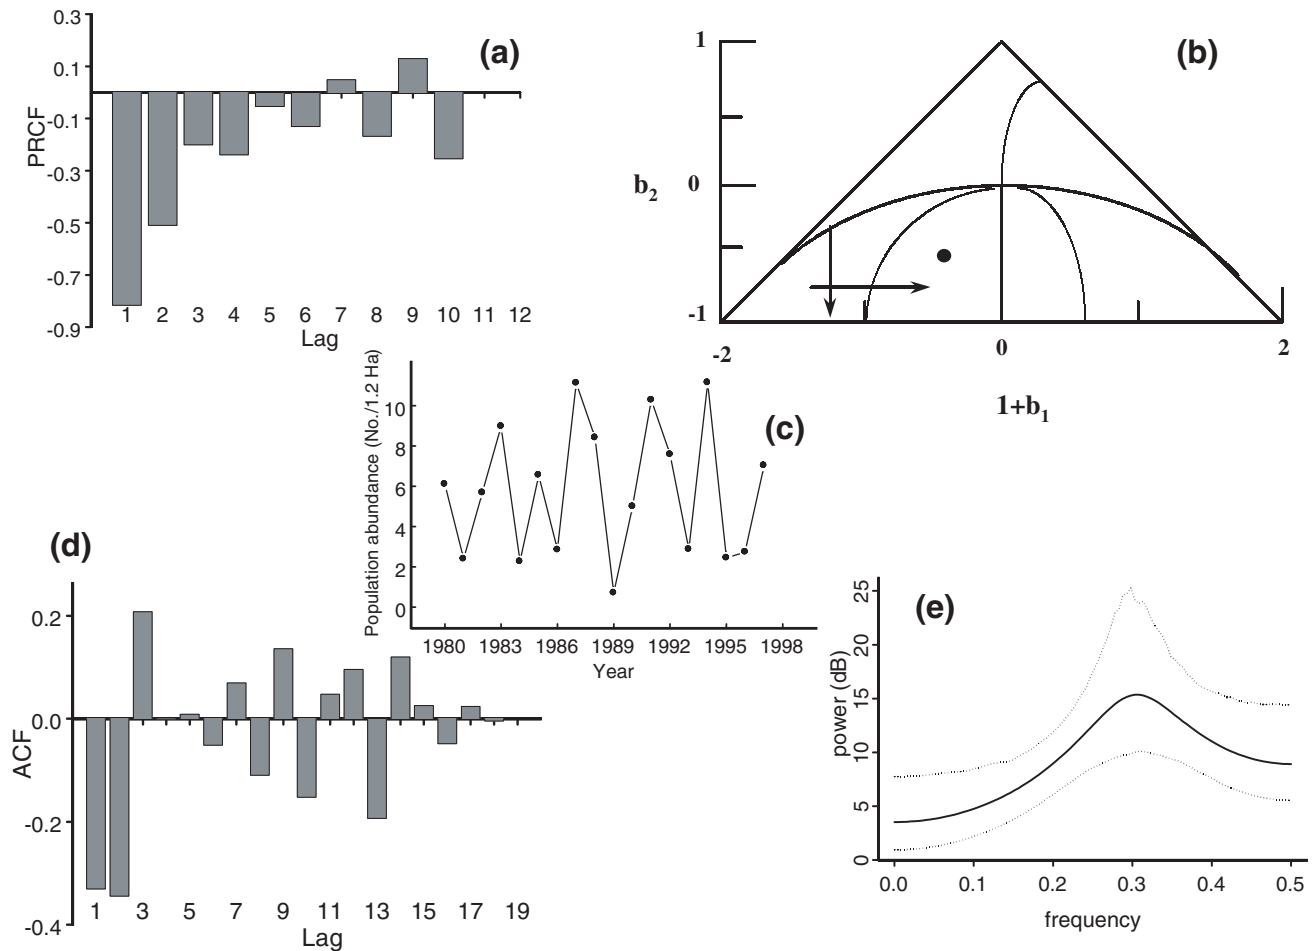 (a)
0.3
0.1
-0.1
-0.3
-0.5
-0.7
-0.9
PRCF
1 2 3 4 5 6 7 8 9 10 11 12
Lag
(b)
1
0
-1
b2
-2 0 2
1+b1
(c)
Population abundance (No./1.2 Ha)
10
8
6
4
2
0
1980 1983 1986 1989 1992 1995 1998
Year
(d)
0.2
0.0
-0.2
-0.4
ACF
1 3 5 7 9 11 13 15 17 19
Lag
(e)
power (dB)
25
20
15
10
5
0
0.0 0.1 0.2 0.3 0.4 0.5
frequency